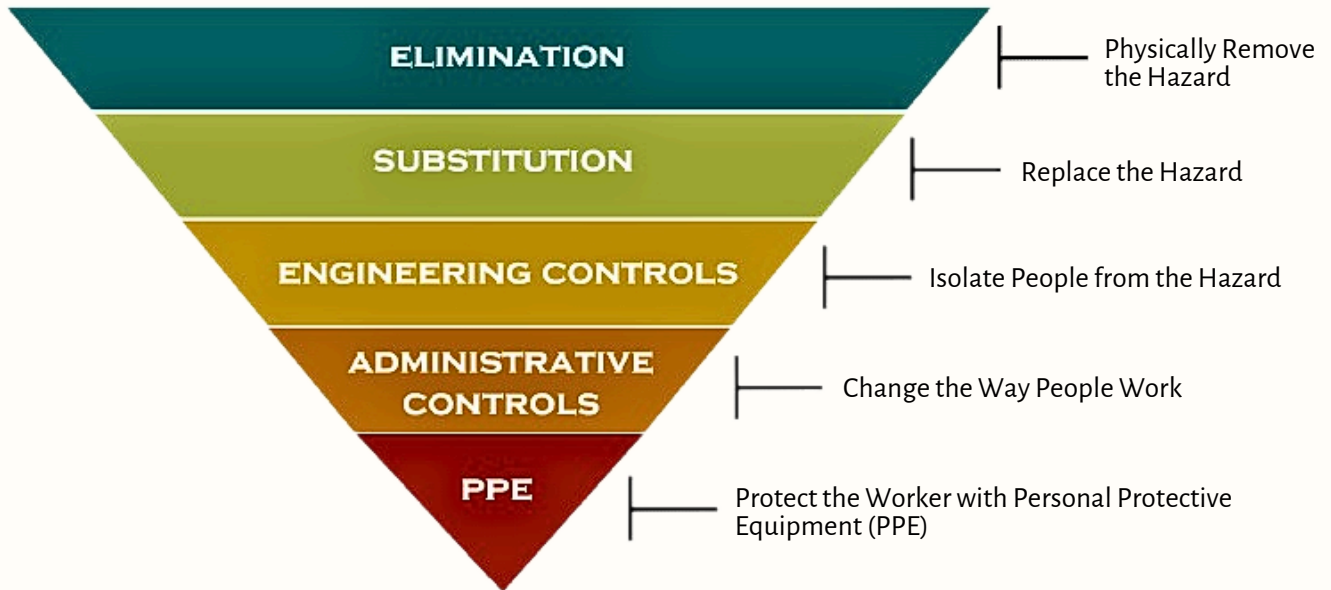 ELIMINATION
Physically Remove
the Hazard
SUBSTITUTION
Replace the Hazard
ENGINEERING CONTROLS
Isolate People from the Hazard
ADMINISTRATIVE
CONTROLS
Change the Way People Work
PPE
Protect the Worker with Personal Protective
Equipment (PPE)